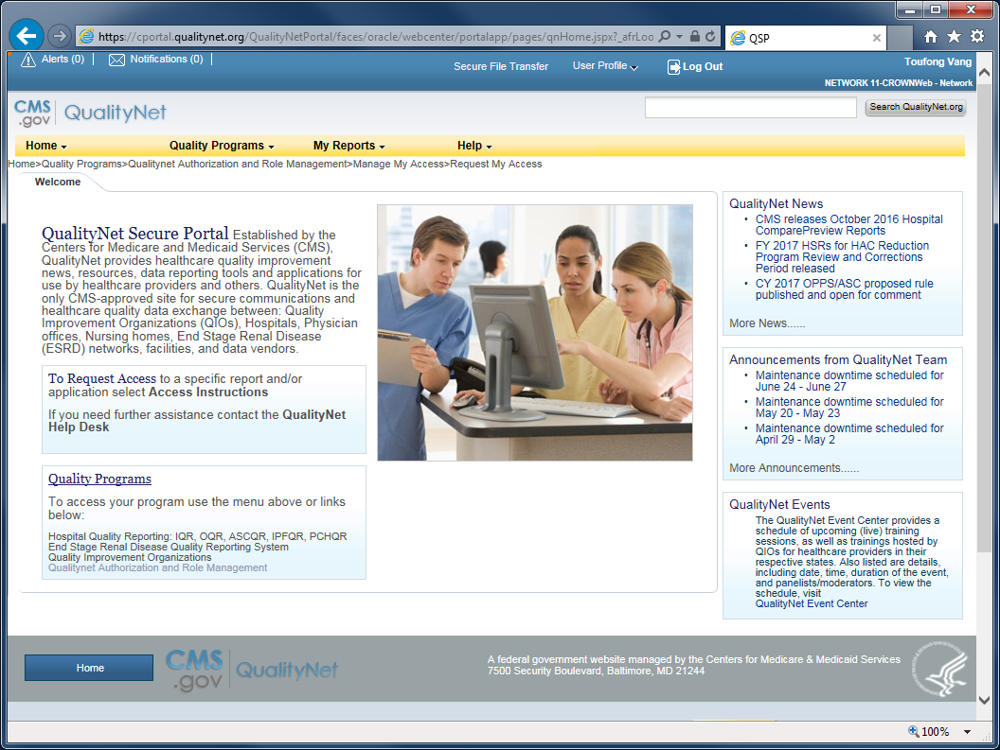 https://cportal.qualitynet.org/QualityNetPortal/faces/oracle/webcenter/portalapp/pages/qnHome.jspx?_afrLoo
QSP
Alerts (0)
Notifications (0)
Secure File Transfer
User Profile
Log Out
Toufong Vang
NETWORK 11-CROWNWeb - Network
CMS
.gov
QualityNet
Search QualityNet.org
Home
Quality Programs
My Reports
Help
Home>Quality Programs>Qualitynet Authorization and Role Management>Manage My Access>Request My Access
Welcome
QualityNet Secure Portal Established by the
Centers for Medicare and Medicaid Services (CMS),
QualityNet provides healthcare quality improvement
news, resources, data reporting tools and applications for
use by healthcare providers and others. QualityNet is the
only CMS-approved site for secure communications and
healthcare quality data exchange between: Quality
Improvement Organizations (QIOs), Hospitals, Physician
offices, Nursing homes, End Stage Renal Disease
(ESRD) networks, facilities, and data vendors.
To Request Access to a specific report and/or
application select Access Instructions
If you need further assistance contact the QualityNet
Help Desk
Quality Programs
To access your program use the menu above or links
below:
Hospital Quality Reporting: IQR, OQR, ASCQR, IPFQR, PCHQR
End Stage Renal Disease Quality Reporting System
Quality Improvement Organizations
Qualitynet Authorization and Role Management
QualityNet News
• CMS releases October 2016 Hospital
ComparePreview Reports
• FY 2017 HSRs for HAC Reduction
Program Review and Corrections
Period released
• CY 2017 OPPS/ASC proposed rule
published and open for comment
More News......
Announcements from QualityNet Team
• Maintenance downtime scheduled for
June 24 - June 27
• Maintenance downtime scheduled for
May 20 - May 23
• Maintenance downtime scheduled for
April 29 - May 2
More Announcements......
QualityNet Events
The QualityNet Event Center provides a
schedule of upcoming (live) training
sessions, as well as trainings hosted by
QIOs for healthcare providers in their
respective states. Also listed are details,
including date, time, duration of the event,
and panelists/moderators. To view the
schedule, visit
QualityNet Event Center
Home
CMS
.gov
QualityNet
A federal government website managed by the Centers for Medicare & Medicaid Services
7500 Security Boulevard, Baltimore, MD 21244
100%